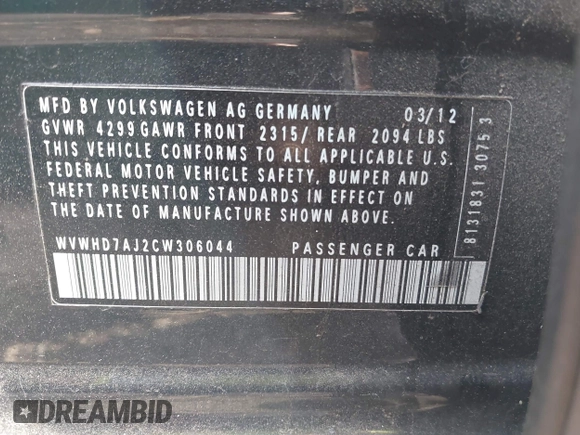 MFD BY VOLKSWAGEN AG GERMANY 03/12
GVWR 4299 GAWR FRONT 2315/ REAR 2094 LBS
THIS VEHICLE CONFORMS TO ALL APPLICABLE U.S.
FEDERAL MOTOR VEHICLE SAFETY, BUMPER AND
THEFT PREVENTION STANDARDS IN EFFECT ON
THE DATE OF MANUFACTURE SHOWN ABOVE.
WVWHD7AJ2CW306044 PASSENGER CAR
8131831 3075 3
DREAMBID